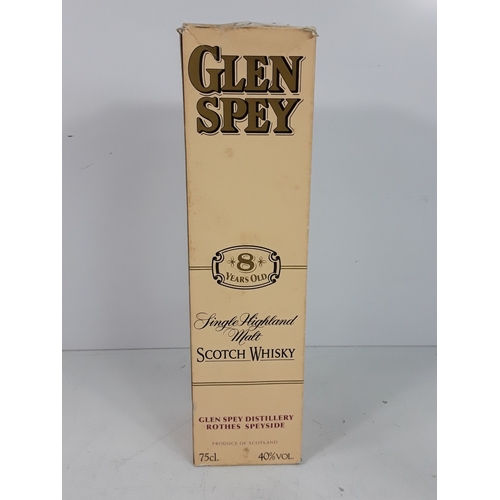 GLEN
SPEY
8
YEARS OLD
Single Highland
Malt
SCOTCH WHISKY
GLEN SPEY DISTILLERY
ROTHES SPEYSIDE
PRODUCE OF SCOTLAND
75cl. 40% VOL.